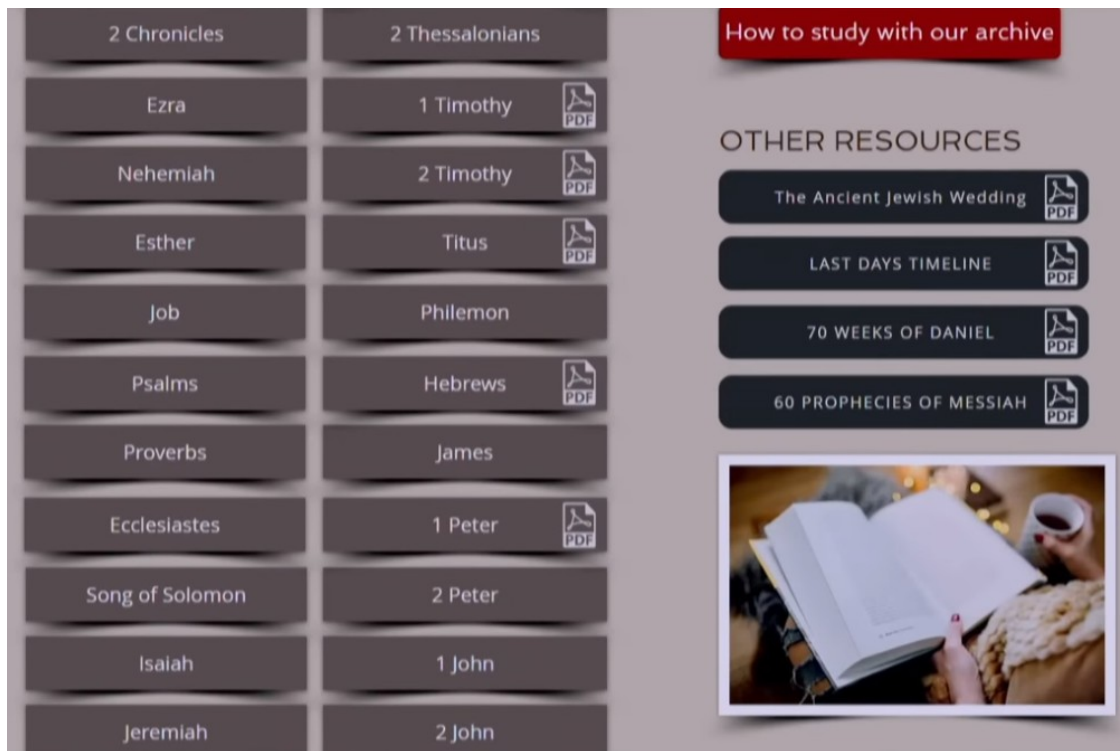 2 Chronicles
Ezra
Nehemiah
Esther
Job
Psalms
Proverbs
Ecclesiastes
Song of Solomon
Isaiah
Jeremiah
2 Thessalonians
1 Timothy PDF
2 Timothy PDF
Titus PDF
Philemon
Hebrews PDF
James
1 Peter PDF
2 Peter
1 John
2 John
How to study with our archive
OTHER RESOURCES
The Ancient Jewish Wedding PDF
LAST DAYS TIMELINE PDF
70 WEEKS OF DANIEL PDF
60 PROPHECIES OF MESSIAH PDF